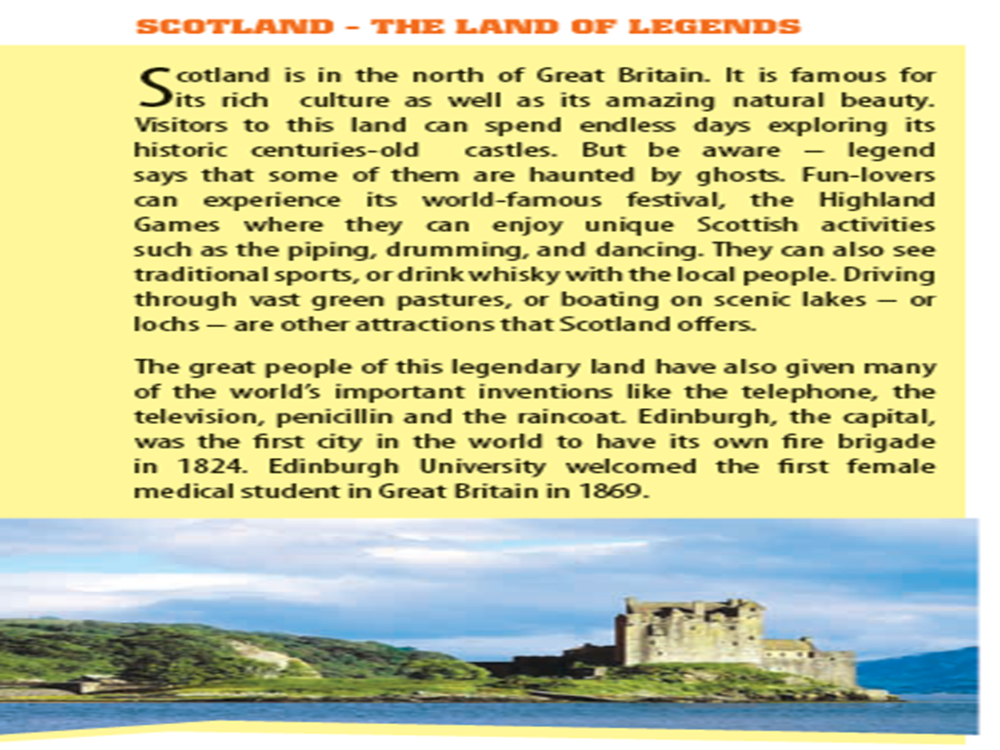 SCOTLAND - THE LAND OF LEGENDS
Scotland is in the north of Great Britain. It is famous for
its rich culture as well as its amazing natural beauty.
Visitors to this land can spend endless days exploring its
historic centuries-old castles. But be aware — legend
says that some of them are haunted by ghosts. Fun-lovers
can experience its world-famous festival, the Highland
Games where they can enjoy unique Scottish activities
such as the piping, drumming, and dancing. They can also see
traditional sports, or drink whisky with the local people. Driving
through vast green pastures, or boating on scenic lakes — or
lochs — are other attractions that Scotland offers.
The great people of this legendary land have also given many
of the world's important inventions like the telephone, the
television, penicillin and the raincoat. Edinburgh, the capital,
was the first city in the world to have its own fire brigade
in 1824. Edinburgh University welcomed the first female
medical student in Great Britain in 1869.